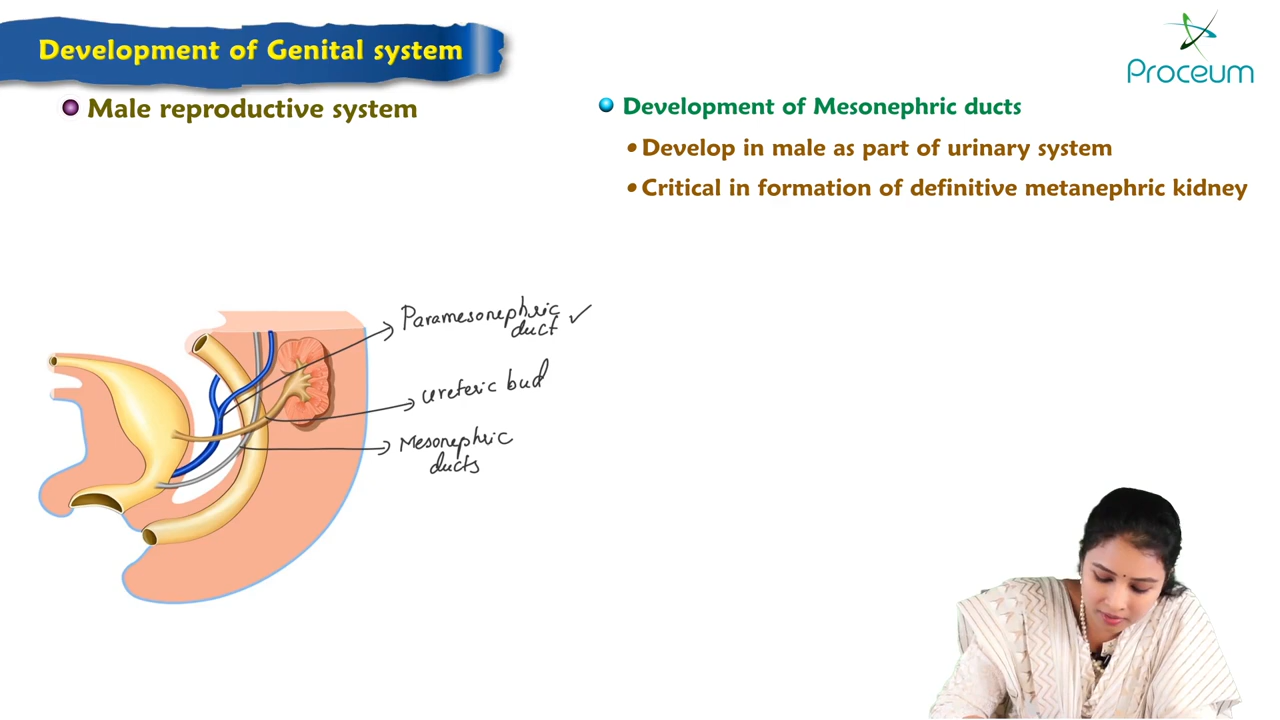 Development of Genital system
Proceum
Male reproductive system
Development of Mesonephric ducts
• Develop in male as part of urinary system
• Critical in formation of definitive metanephric kidney
Paramesonephric
duct ✓
ureteric bud
Mesonephric
ducts